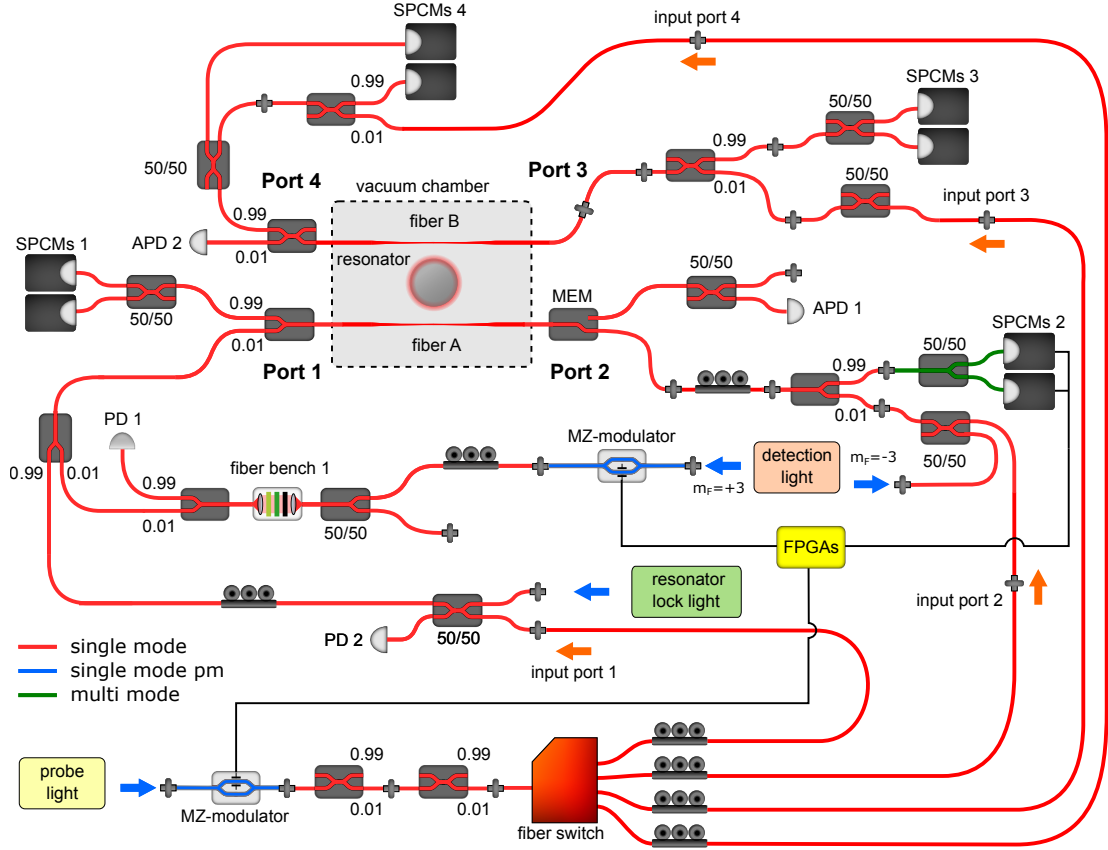 SPCMs 4
input port 4
0.99
0.01
50/50
SPCMs 3
50/50
0.99
0.01
Port 3
Port 4
vacuum chamber
50/50
input port 3
fiber B
0.99
APD 2
0.01
SPCMs 1
resonator
50/50
MEM
0.99
50/50
0.01
APD 1
fiber A
Port 1
Port 2
SPCMs 2
50/50
0.99
0.01
PD 1
0.99
0.01
fiber bench 1
0.99
0.01
50/50
MZ-modulator
detection
light
mF=+3
mF=-3
50/50
FPGAs
resonator
lock light
input port 2
50/50
PD 2
input port 1
single mode
single mode pm
multi mode
probe
light
MZ-modulator
0.99
0.01
0.99
0.01
fiber switch